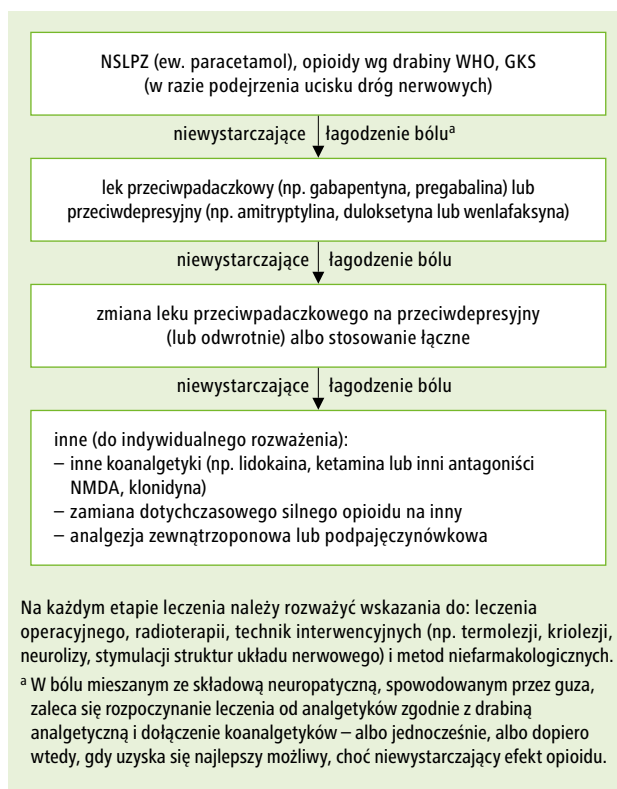 NSLPZ (ew. paracetamol), opioidy wg drabiny WHO, GKS
(w razie podejrzenia ucisku dróg nerwowych)
niewystarczające łagodzenie bóluᵃ
lek przeciwpadaczkowy (np. gabapentyna, pregabalina) lub
przeciwdepresyjny (np. amitryptylina, duloksetyna lub wenlafaksyna)
niewystarczające łagodzenie bólu
zmiana leku przeciwpadaczkowego na przeciwdepresyjny
(lub odwrotnie) albo stosowanie łączne
niewystarczające łagodzenie bólu
inne (do indywidualnego rozważenia):
– inne koanalgetyki (np. lidokaina, ketamina lub inni antagoniści
NMDA, klonidyna)
– zamiana dotychczasowego silnego opioidu na inny
– analgezja zewnątrzoponowa lub podpajęczynówkowa
Na każdym etapie leczenia należy rozważyć wskazania do: leczenia
operacyjnego, radioterapii, technik interwencyjnych (np. termolezji, kriolezji,
neurolizy, stymulacji struktur układu nerwowego) i metod niefarmakologicznych.
ᵃ W bólu mieszanym ze składową neuropatyczną, spowodowanym przez guza,
zaleca się rozpoczynanie leczenia od analgetyków zgodnie z drabiną
analgetyczną i dołączenie koanalgetyków – albo jednocześnie, albo dopiero
wtedy, gdy uzyska się najlepszy możliwy, choć niewystarczający efekt opioidu.